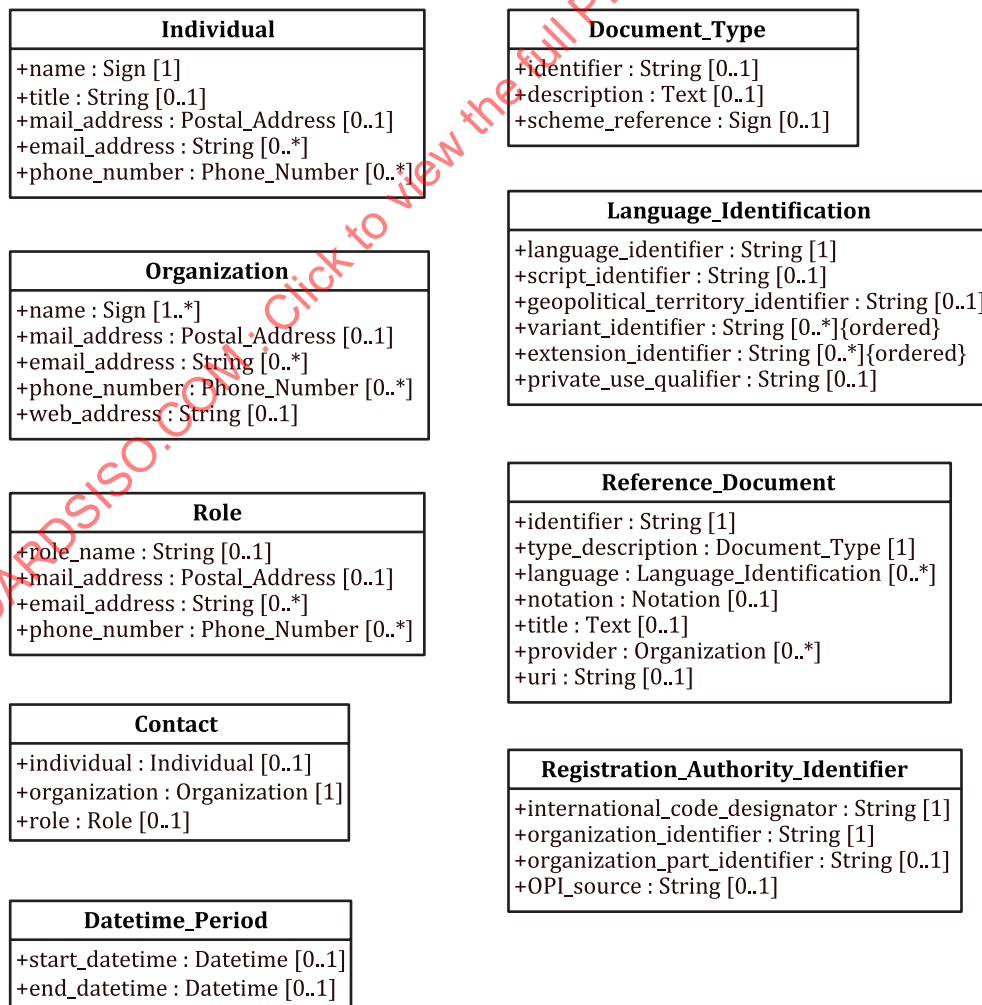 Individual
+name : Sign [1]
+title : String [0..1]
+mail_address : Postal_Address [0..1]
+email_address : String [0..*]
+phone_number : Phone_Number [0..*]
Organization
+name : Sign [1..*]
+mail_address : Postal_Address [0..1]
+email_address : String [0..*]
+phone_number : Phone_Number [0..*]
+web_address : String [0..1]
Role
+role_name : String [0..1]
+mail_address : Postal_Address [0..1]
+email_address : String [0..*]
+phone_number : Phone_Number [0..*]
Contact
+individual : Individual [0..1]
+organization : Organization [1]
+role : Role [0..1]
Datetime_Period
+start_datetime : Datetime [0..1]
+end_datetime : Datetime [0..1]
Document_Type
+identifier : String [0..1]
+description : Text [0..1]
+scheme_reference : Sign [0..1]
Language_Identification
+language_identifier : String [1]
+script_identifier : String [0..1]
+geopolitical_territory_identifier : String [0..1]
+variant_identifier : String [0..*]{ordered}
+extension_identifier : String [0..*]{ordered}
+private_use_qualifier : String [0..1]
Reference_Document
+identifier : String [1]
+type_description : Document_Type [1]
+language : Language_Identification [0..*]
+notation : Notation [0..1]
+title : Text [0..1]
+provider : Organization [0..*]
+uri : String [0..1]
Registration_Authority_Identifier
+international_code_designator : String [1]
+organization_identifier : String [1]
+organization_part_identifier : String [0..1]
+OPI_source : String [0..1]
ARDSISO.COM : Click to view the full